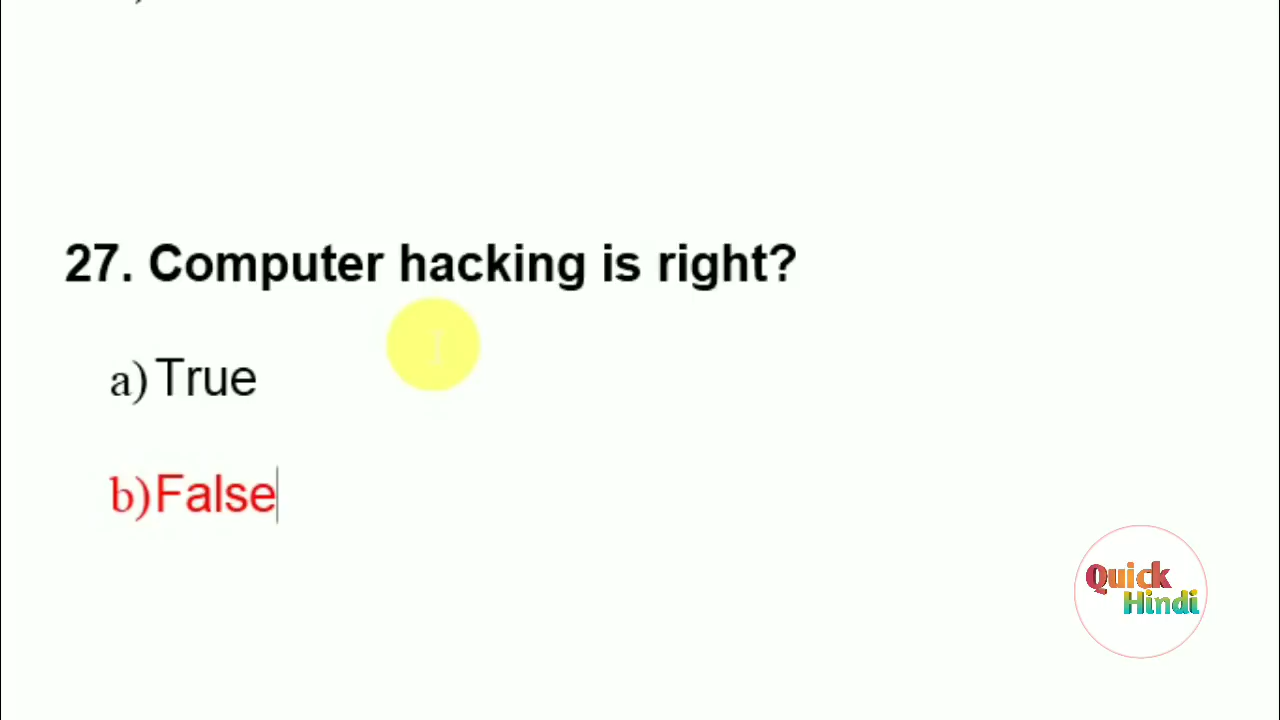 27. Computer hacking is right?
a) True
b) False
Quick
Hindi